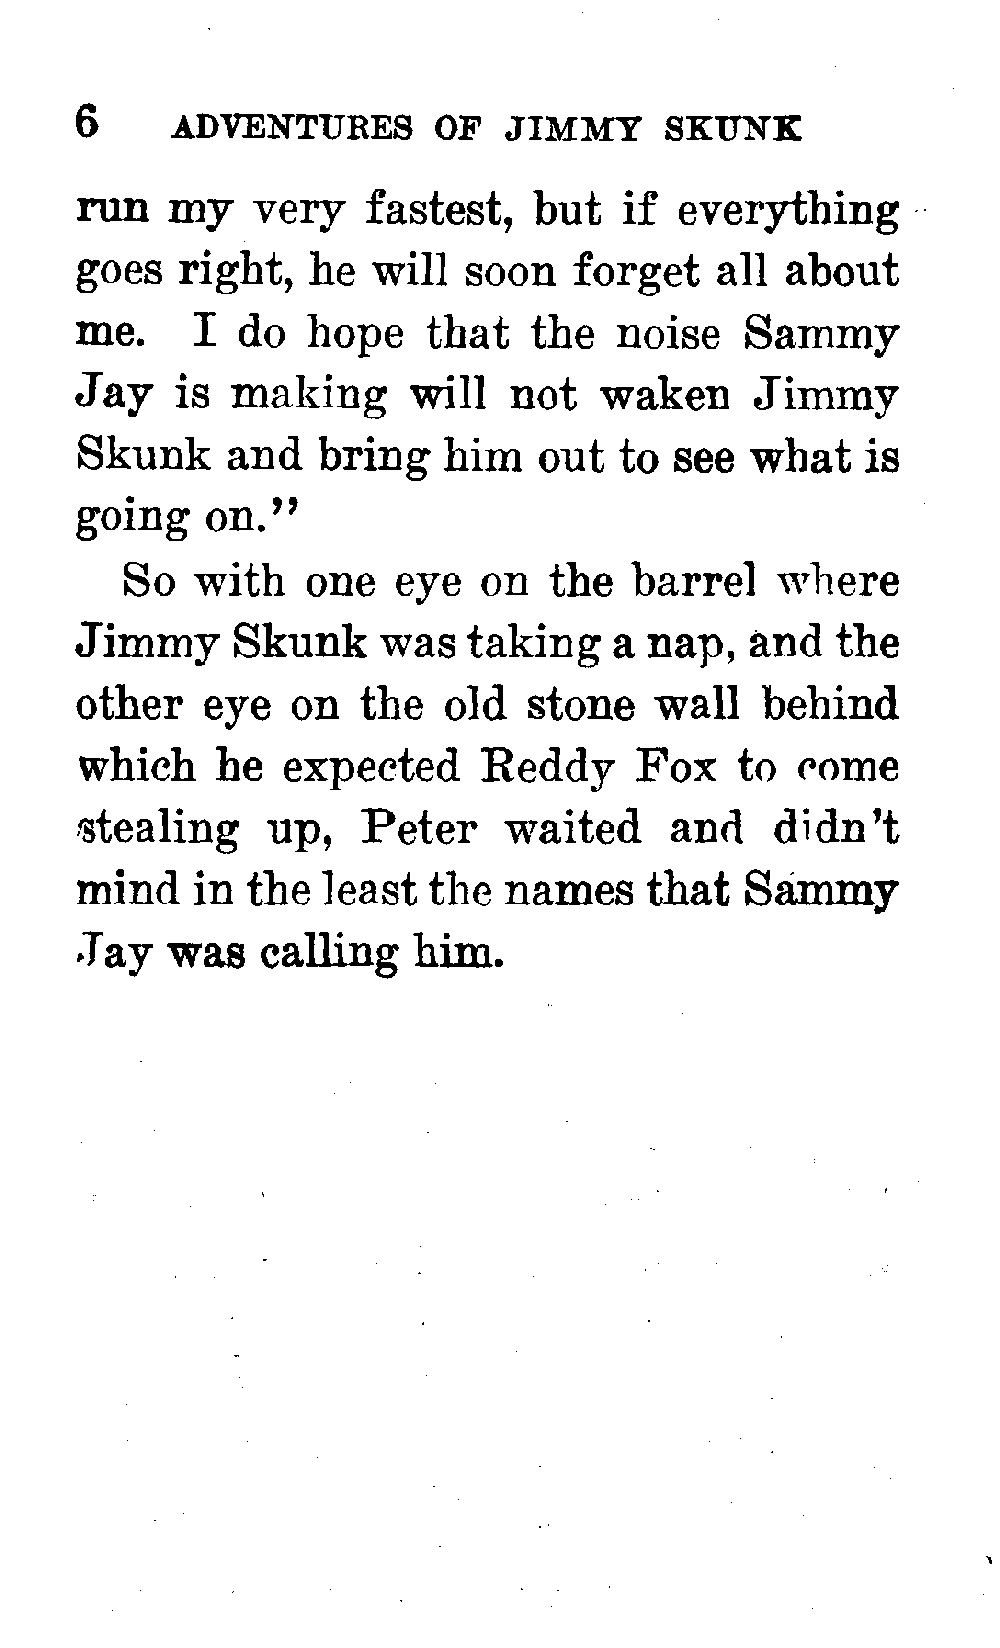 6 ADVENTURES OF JIMMY SKUNK
run my very fastest, but if everything
goes right, he will soon forget all about
me. I do hope that the noise Sammy
Jay is making will not waken Jimmy
Skunk and bring him out to see what is
going on."
So with one eye on the barrel where
Jimmy Skunk was taking a nap, and the
other eye on the old stone wall behind
which he expected Reddy Fox to come
stealing up, Peter waited and didn't
mind in the least the names that Sammy
Jay was calling him.